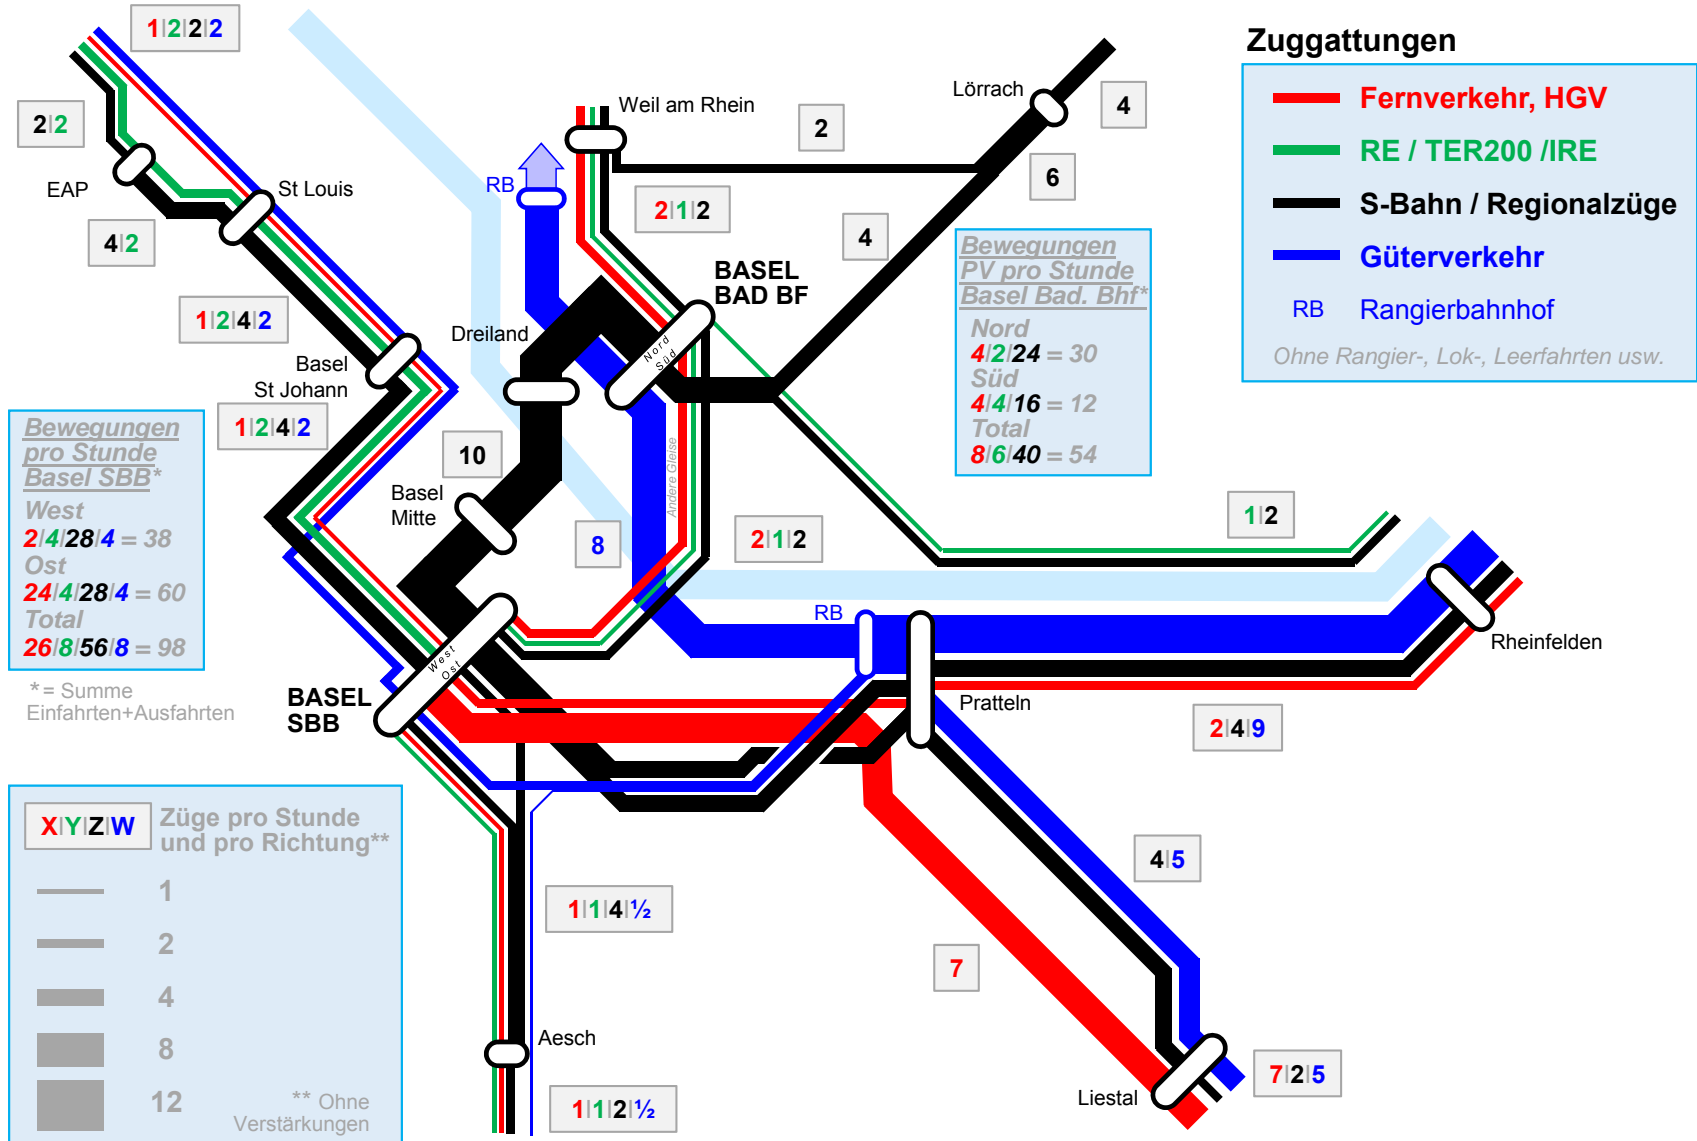 1|2|2|2
Zuggattungen
Fernverkehr, HGV
RE / TER200 /IRE
S-Bahn / Regionalzüge
Güterverkehr
RB Rangierbahnhof
Ohne Rangier-, Lok-, Leerfahrten usw.
Lörrach
4
Weil am Rhein
2
2|2
EAP
St Louis
RB
6
2|1|2
4
4|2
BASEL
BAD BF
Nord
Süd
Bewegungen
PV pro Stunde
Basel Bad. Bhf*
Nord
4/2/24 = 30
Süd
4/4/16 = 12
Total
8/6/40 = 54
1|2|4|2
Dreiland
Basel
St Johann
1|2|4|2
Bewegungen
pro Stunde
Basel SBB*
West
2/4/28/4 = 38
Ost
24/4/28/4 = 60
Total
26/8/56/8 = 98
*= Summe
Einfahrten+Ausfahrten
10
Andere Gleise
Basel
Mitte
8
2|1|2
1|2
RB
Rheinfelden
West
Ost
BASEL
SBB
Pratteln
2|4|9
X|Y|Z|W
Züge pro Stunde
und pro Richtung**
1
2
4
8
12
** Ohne
Verstärkungen
4|5
1|1|4|½
7
Aesch
1|1|2|½
Liestal
7|2|5